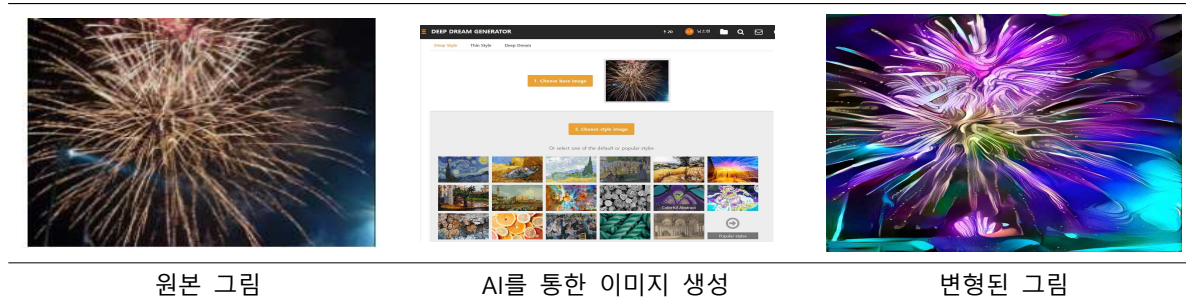 DEEP DREAM GENERATOR
Deep Style Thin Style Deep Dream
1. Choose base image
2. Choose style image
Or select one of the default or popular styles
Colorful Abstract
Popular styles
원본 그림 AI를 통한 이미지 생성 변형된 그림